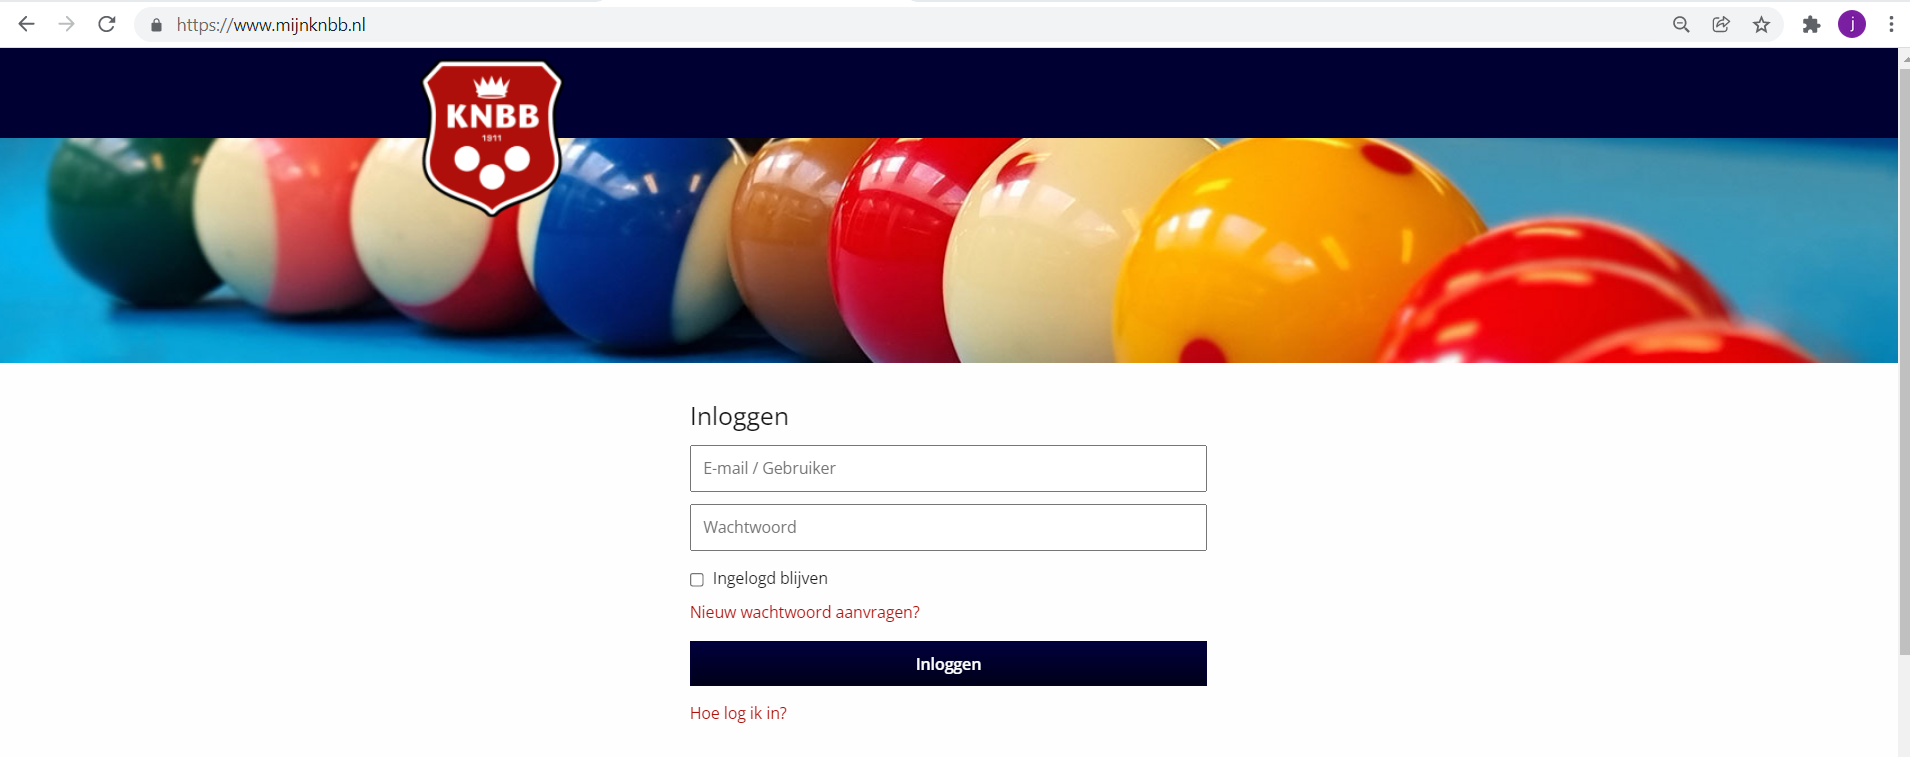 https://www.mijnknbb.nl
j
KNBB
1911
Inloggen
E-mail / Gebruiker
Wachtwoord
Ingelogd blijven
Nieuw wachtwoord aanvragen?
Inloggen
Hoe log ik in?